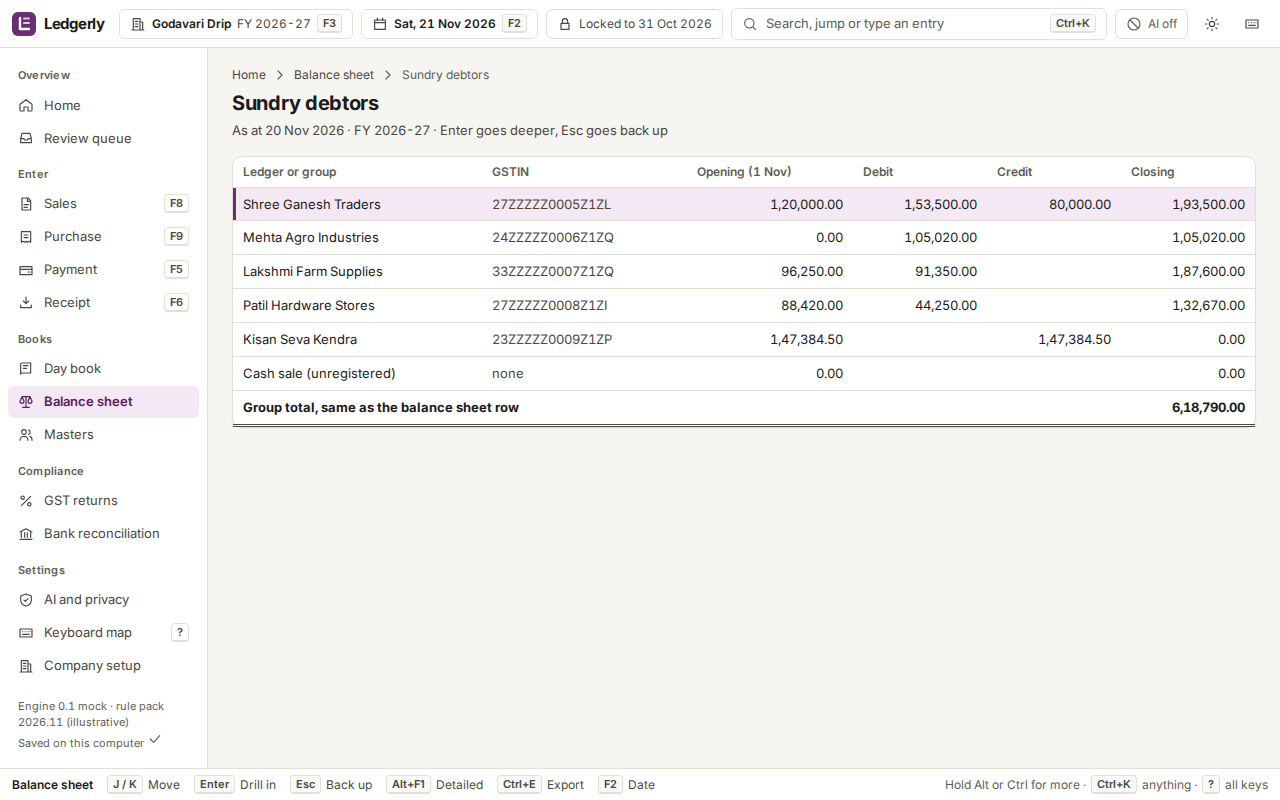 Ledgerly
Godavari Drip FY 2026-27 F3
Sat, 21 Nov 2026 F2
Locked to 31 Oct 2026
Search, jump or type an entry Ctrl+K
AI off
Overview
Home
Review queue
Enter
Sales F8
Purchase F9
Payment F5
Receipt F6
Books
Day book
Balance sheet
Masters
Compliance
GST returns
Bank reconciliation
Settings
AI and privacy
Keyboard map ?
Company setup
Engine 0.1 mock · rule pack
2026.11 (illustrative)
Saved on this computer
Home Balance sheet Sundry debtors
Sundry debtors
As at 20 Nov 2026 · FY 2026-27 · Enter goes deeper, Esc goes back up
Ledger or group GSTIN Opening (1 Nov) Debit Credit Closing
Shree Ganesh Traders 27ZZZZZ0005Z1ZL 1,20,000.00 1,53,500.00 80,000.00 1,93,500.00
Mehta Agro Industries 24ZZZZZ0006Z1ZQ 0.00 1,05,020.00 1,05,020.00
Lakshmi Farm Supplies 33ZZZZZ0007Z1ZQ 96,250.00 91,350.00 1,87,600.00
Patil Hardware Stores 27ZZZZZ0008Z1ZI 88,420.00 44,250.00 1,32,670.00
Kisan Seva Kendra 23ZZZZZ0009Z1ZP 1,47,384.50 1,47,384.50 0.00
Cash sale (unregistered) none 0.00 0.00
Group total, same as the balance sheet row 6,18,790.00
Balance sheet J / K Move Enter Drill in Esc Back up Alt+F1 Detailed Ctrl+E Export F2 Date
Hold Alt or Ctrl for more · Ctrl+K anything · ? all keys